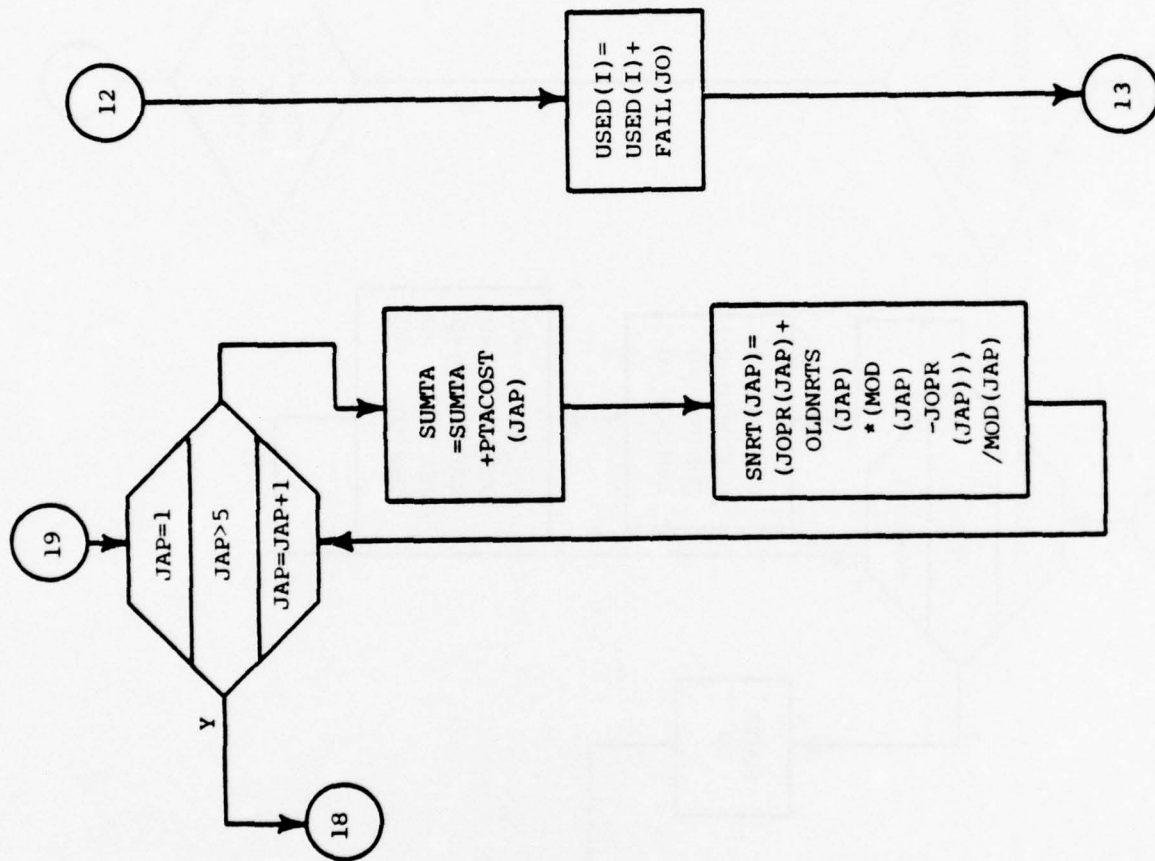 19
JAP=1
JAP>5
JAP=JAP+1
Y
18
SUMTA
=SUMTA
+PTACOST
(JAP)
SNRT(JAP)=
(JOPR(JAP)+
OLDNRTS
(JAP)
*(MOD
(JAP)
-JOPR
(JAP)))
/MOD(JAP)
12
USED(I)=
USED(I)+
FAIL(JO)
13